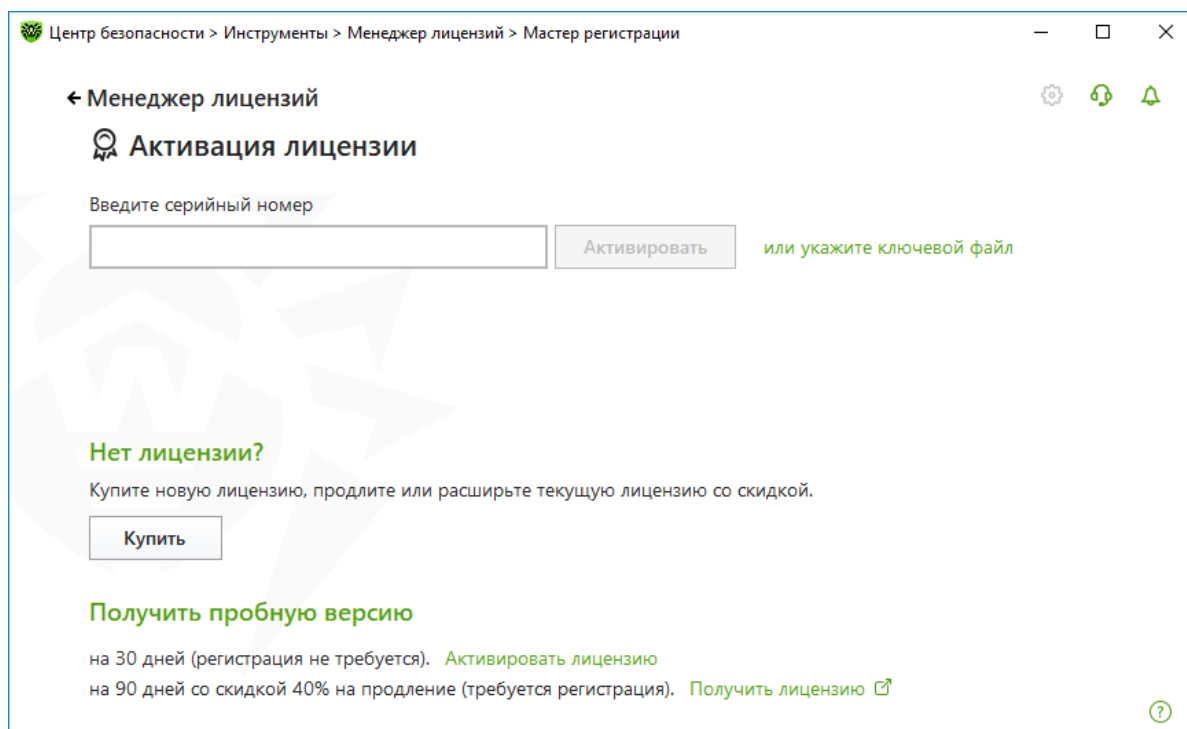 Центр безопасности > Инструменты > Менеджер лицензий > Мастер регистрации
Менеджер лицензий
Активация лицензии
Введите серийный номер
Активировать или укажите ключевой файл
Нет лицензии?
Купите новую лицензию, продлите или расширьте текущую лицензию со скидкой.
Купить
Получить пробную версию
на 30 дней (регистрация не требуется). Активировать лицензию
на 90 дней со скидкой 40% на продление (требуется регистрация). Получить лицензию
?